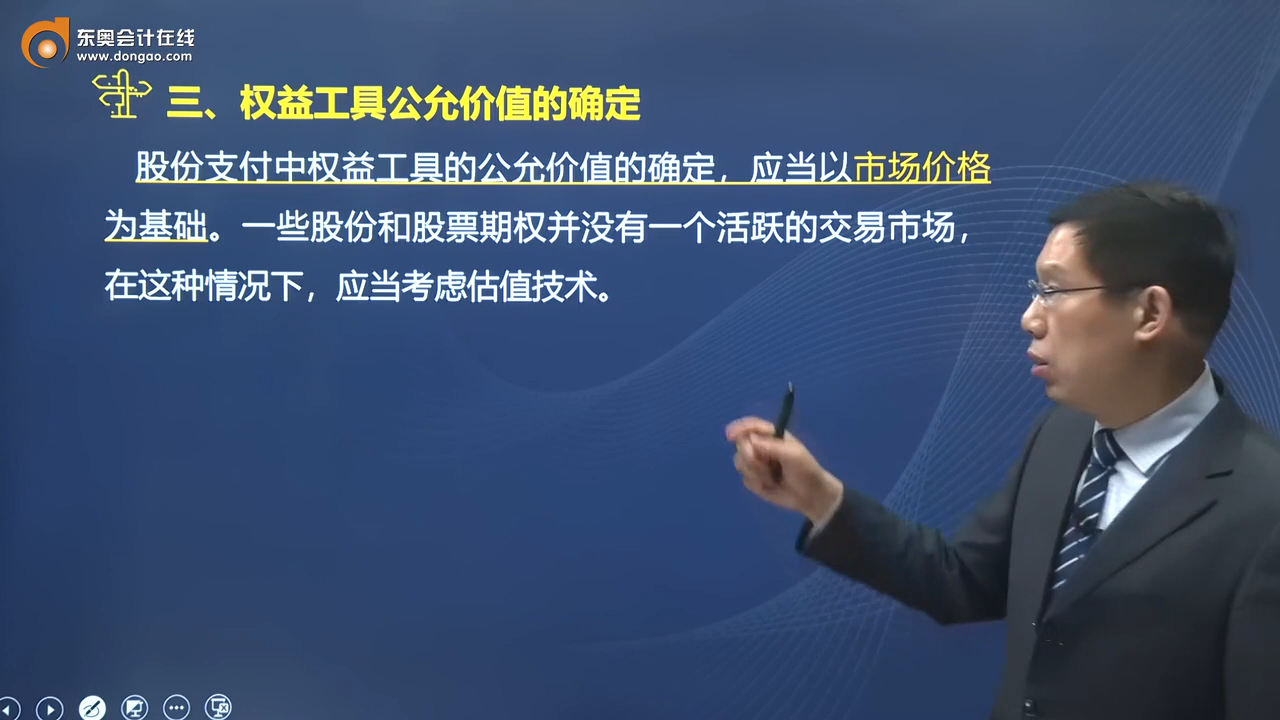 东奥会计在线
www.dongao.com
三、权益工具公允价值的确定
股份支付中权益工具的公允价值的确定，应当以市场价格
为基础。一些股份和股票期权并没有一个活跃的交易市场，
在这种情况下，应当考虑估值技术。